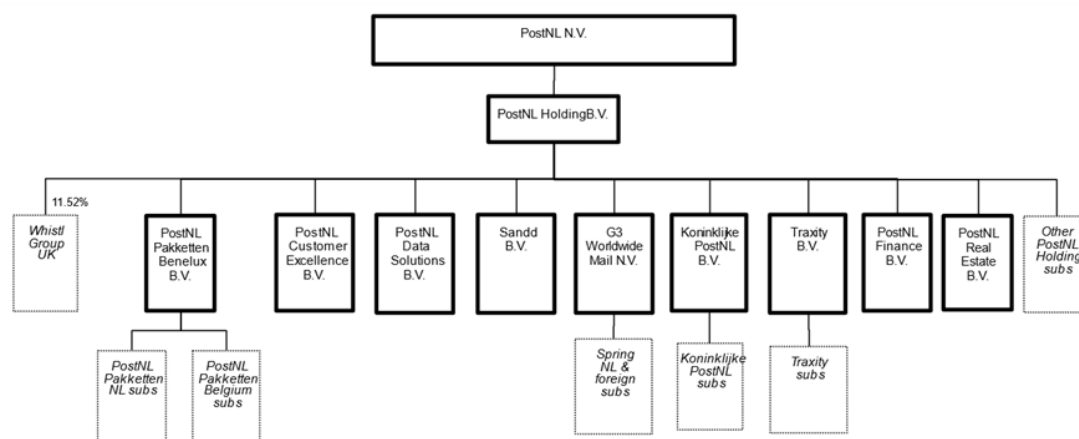 PostNL N.V.
PostNL HoldingB.V.
11.52%
Whistl
Group
UK
PostNL
Pakketten
Benelux
B.V.
PostNL
Customer
Excellence
B.V.
PostNL
Data
Solutions
B.V.
Sandd
B.V.
G3
Worldwide
Mail N.V.
Koninklijke
PostNL
B.V.
Traxity
B.V.
PostNL
Finance
B.V.
PostNL
Real
Estate B.V.
Other
PostNL
Holding
subs
PostNL
Pakketten
NL subs
PostNL
Pakketten
Belgium
subs
Spring
NL &
foreign
subs
Koninklijke
PostNL
subs
Traxity
subs